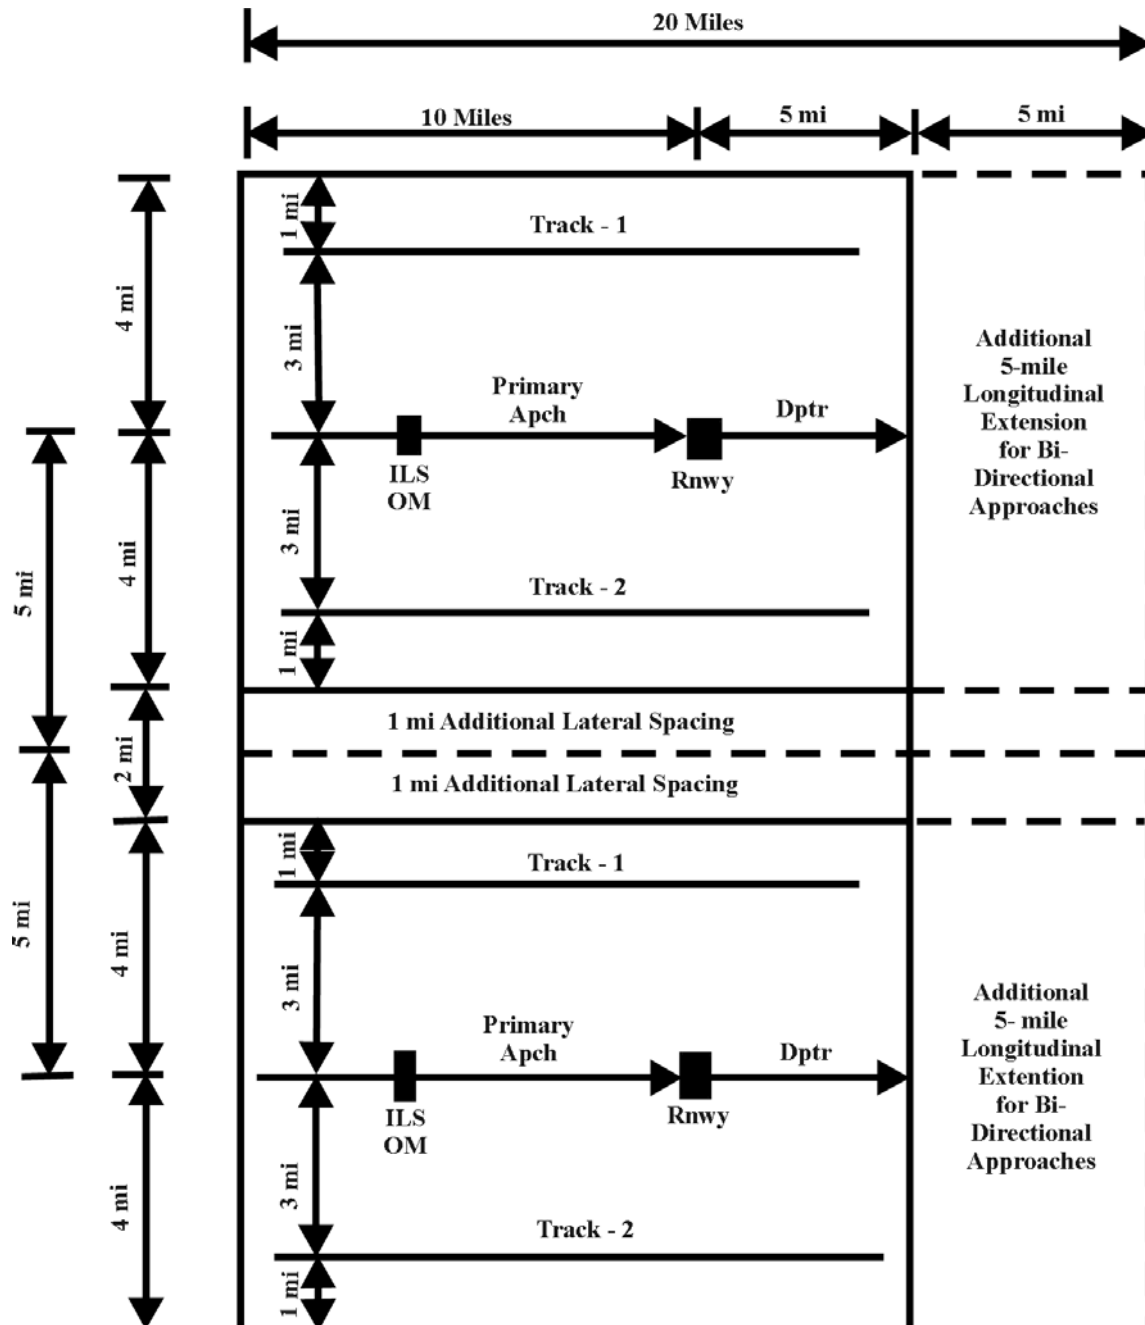 20 Miles
10 Miles
5 mi
5 mi
1 mi
Track - 1
4 mi
3 mi
Primary
Apch
Dptr
ILS
OM
Rnwy
Additional
5-mile
Longitudinal
Extension
for Bi-
Directional
Approaches
5 mi
4 mi
3 mi
Track - 2
1 mi
1 mi Additional Lateral Spacing
2 mi
1 mi Additional Lateral Spacing
1 mi
Track - 1
5 mi
4 mi
3 mi
Primary
Apch
Dptr
ILS
OM
Rnwy
Additional
5- mile
Longitudinal
Extention
for Bi-
Directional
Approaches
4 mi
3 mi
Track - 2
1 mi